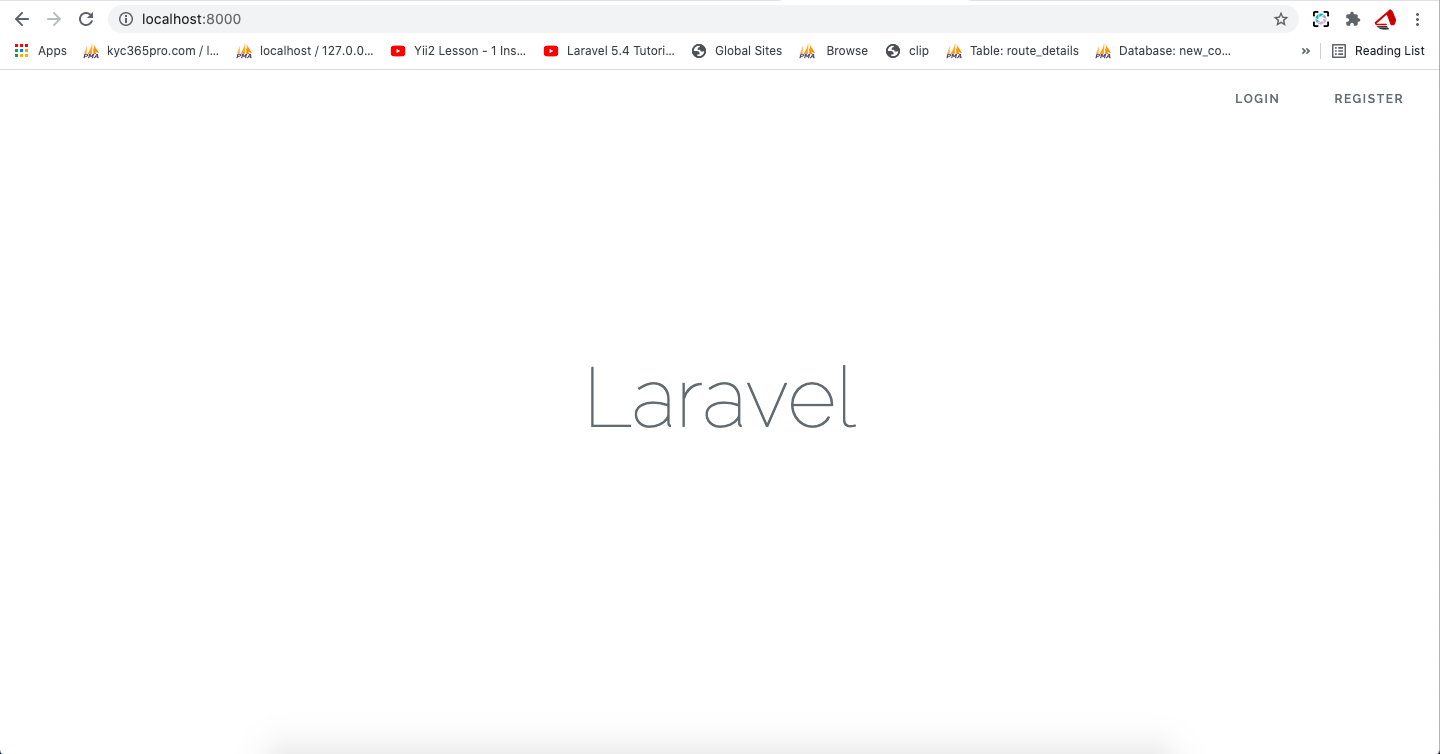 localhost:8000
Apps kyc365pro.com / l... localhost / 127.0.0... Yii2 Lesson - 1 Ins... Laravel 5.4 Tutori... Global Sites Browse clip Table: route_details Database: new_co... » Reading List
LOGIN REGISTER
Laravel